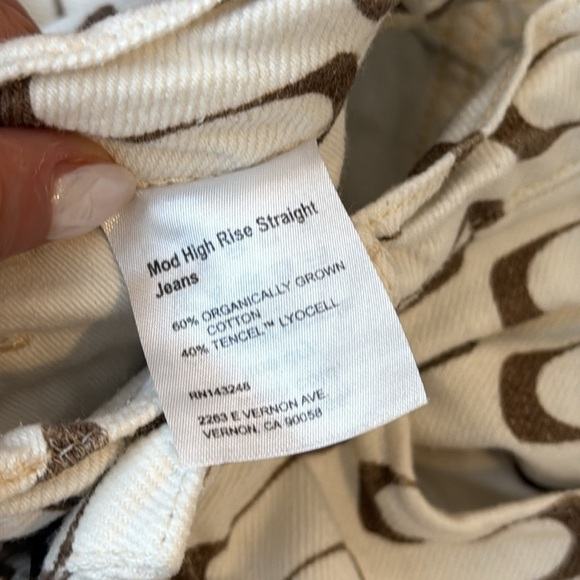 Mod High Rise Straight
Jeans
60% ORGANICALLY GROWN
COTTON
40% TENCEL™ LYOCELL
RN143248
2263 E VERNON AVE.
VERNON, CA 90058